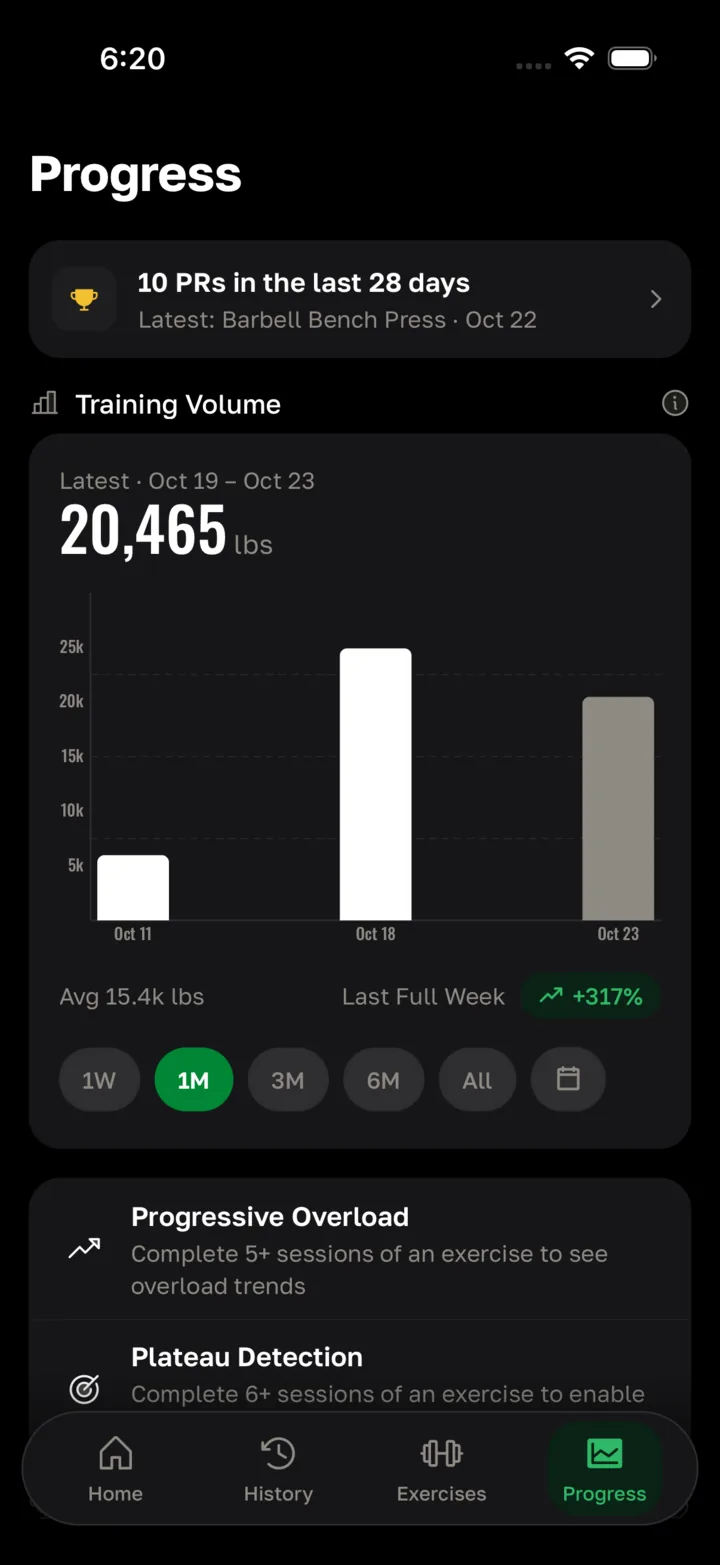 6:20
Progress
10 PRs in the last 28 days
Latest: Barbell Bench Press · Oct 22
Training Volume
Latest · Oct 19 – Oct 23
20,465 lbs
25k
20k
15k
10k
5k
Oct 11 Oct 18 Oct 23
Avg 15.4k lbs Last Full Week +317%
1W 1M 3M 6M All
Progressive Overload
Complete 5+ sessions of an exercise to see
overload trends
Plateau Detection
Complete 6+ sessions of an exercise to enable
Home History Exercises Progress